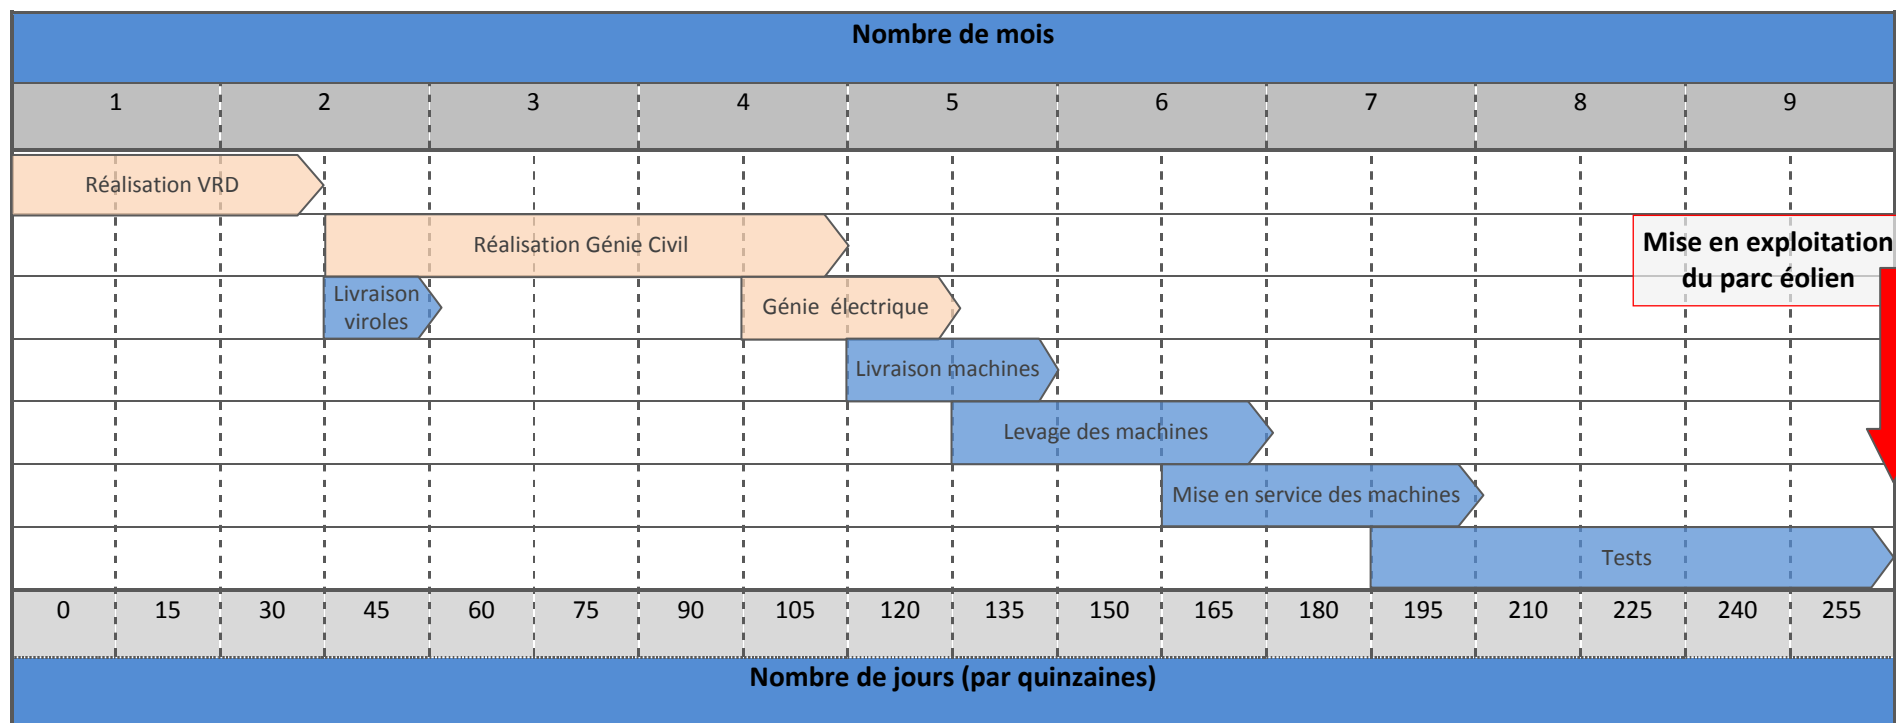 Nombre de mois
1 2 3 4 5 6 7 8 9
Réalisation VRD
Réalisation Génie Civil
Mise en exploitation
du parc éolien
Livraison
viroles
Génie électrique
Livraison machines
Levage des machines
Mise en service des machines
Tests
0 15 30 45 60 75 90 105 120 135 150 165 180 195 210 225 240 255
Nombre de jours (par quinzaines)